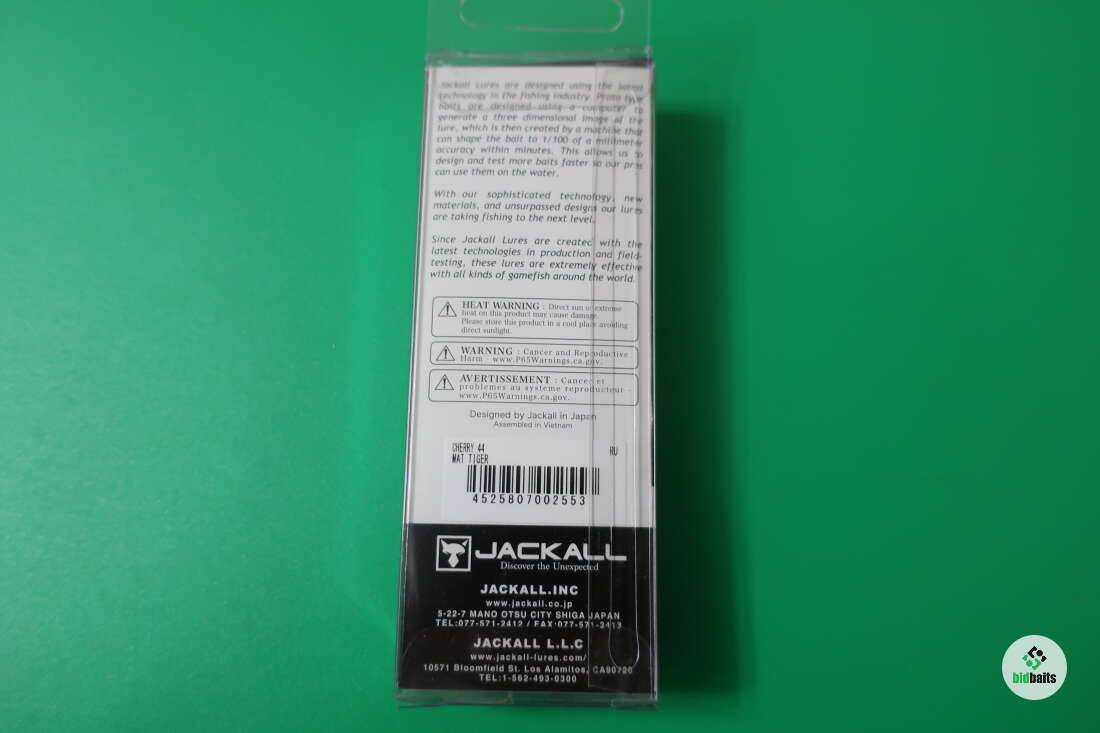 Jackall Lures are designed using the latest
technology in the fishing industry. Proto type
baits are designed using a computer to
generate a three dimensional image of the
lure, which is then created by a machine that
can shape the bait to 1/100 of a millimeter
accuracy within minutes. This allows us to
design and test more baits faster so our pros
can use them on the water.
With our sophisticated technology, new
materials, and unsurpassed designs our lures
are taking fishing to the next level.
Since Jackall Lures are created with the
latest technologies in production and field-
testing, these lures are extremely effective
with all kinds of gamefish around the world.
HEAT WARNING : Direct sun or extreme
heat on this product may cause damage.
Please store this product in a cool place avoiding
direct sunlight.
WARNING : Cancer and Reproductive
Harm - www.P65Warnings.ca.gov.
AVERTISSEMENT : Cancer et
problemes au systeme reproducteur -
www.P65Warnings.ca.gov.
Designed by Jackall in Japan
Assembled in Vietnam
CHERRY 44 RU
MAT TIGER
4525807002553
JACKALL
Discover the Unexpected
JACKALL.INC
www.jackall.co.jp
5-22-7 MANO OTSU CITY SHIGA JAPAN
TEL:077-571-2412 / FAX:077-571-2413
JACKALL L.L.C
www.jackall-lures.com/
10571 Bloomfield St. Los Alamitos, CA90720
TEL:1-562-493-0300
bidbaits